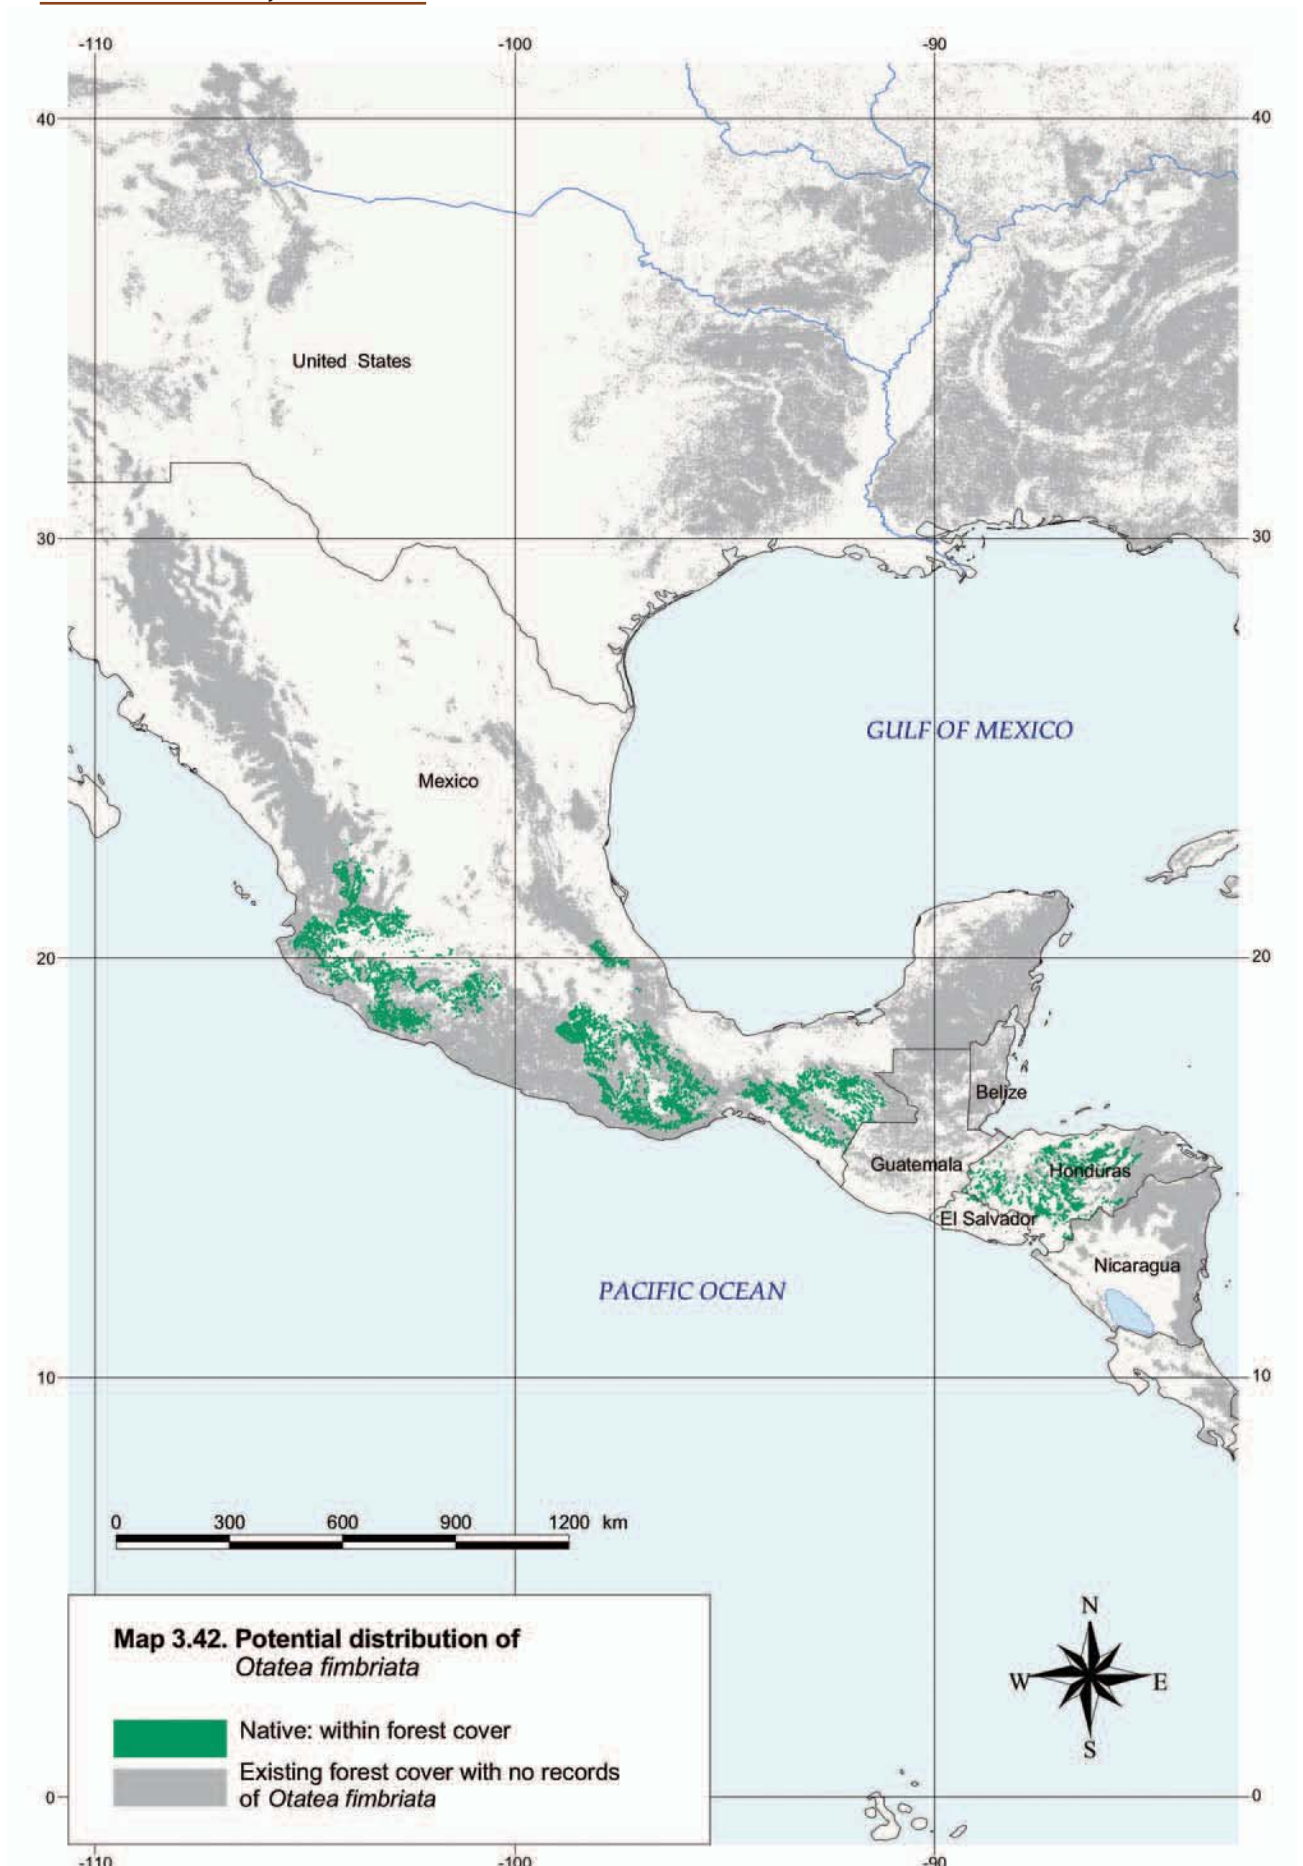 -110 -100 -90
40 40
United States
30 30
GULF OF MEXICO
Mexico
20 20
Belize
Guatemala Honduras
El Salvador
Nicaragua
PACIFIC OCEAN
10 10
0 300 600 900 1200 km
Map 3.42. Potential distribution of
Otatea fimbriata
N
W E
S
Native: within forest cover
Existing forest cover with no records
of Otatea fimbriata
0 0
-110 -100 -90